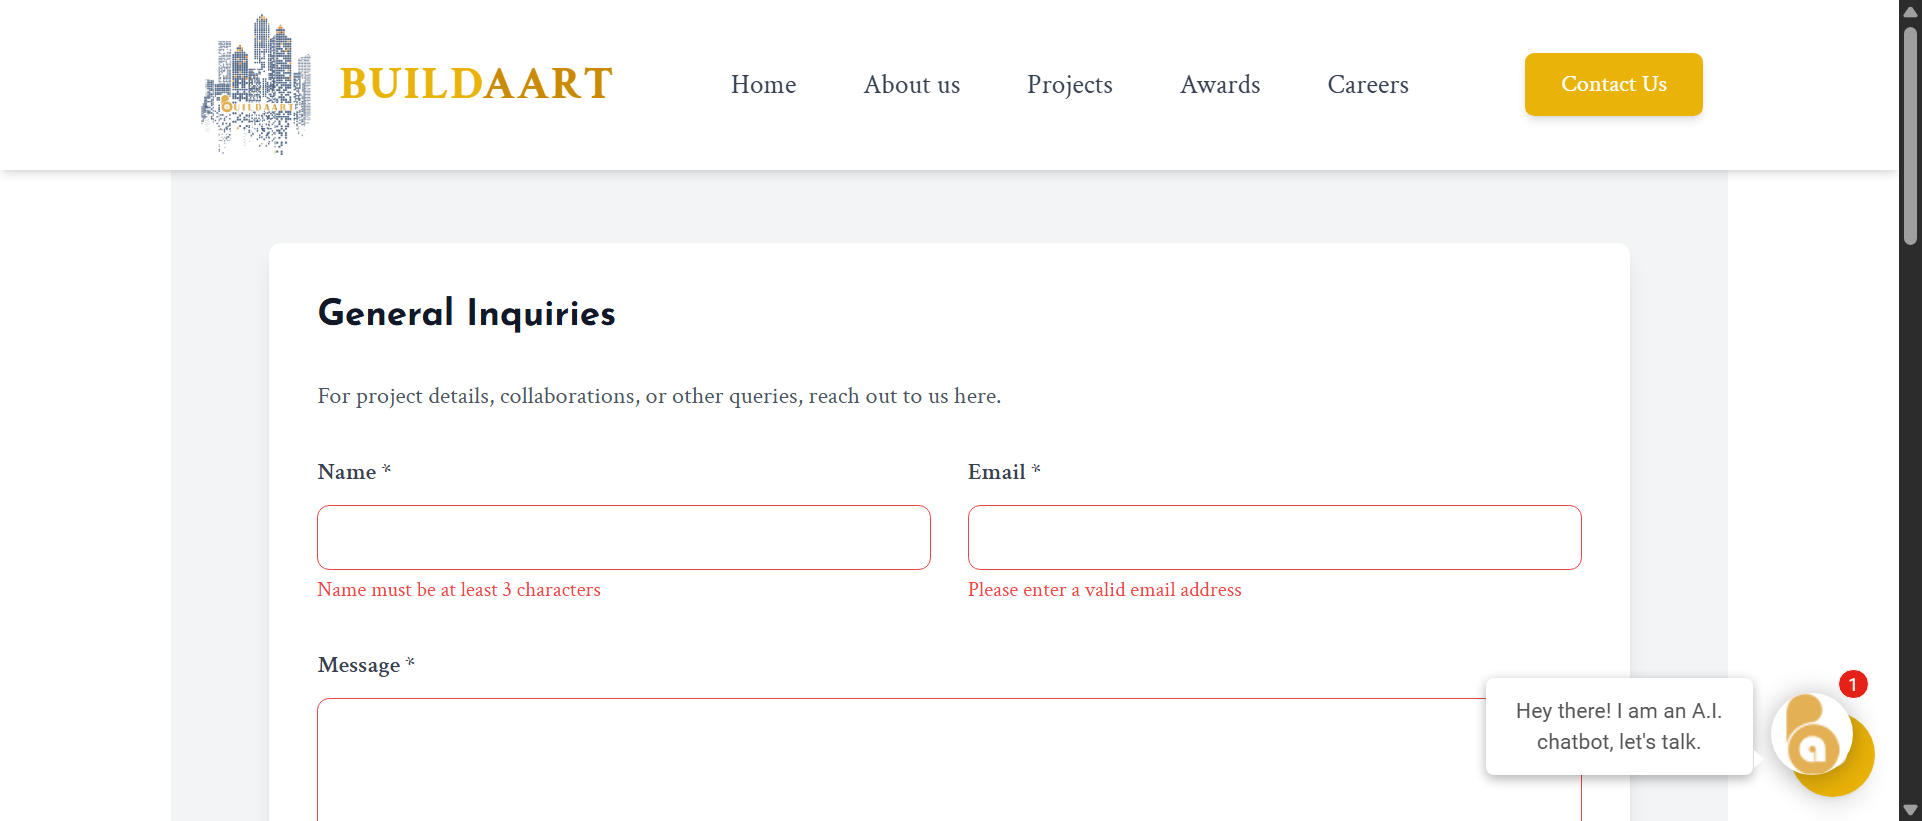 BUILDAART
BUILDAART
Home
About us
Projects
Awards
Careers
Contact Us
General Inquiries
For project details, collaborations, or other queries, reach out to us here.
Name *
Email *
Name must be at least 3 characters
Please enter a valid email address
Message *
1
Hey there! I am an A.I.
chatbot, let's talk.
ba